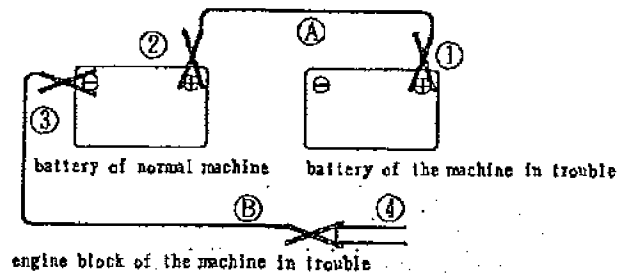 ② Ⓐ ①
⊖ ⊕ ⊖ ⊕
③
battery of normal machine battery of the machine in trouble
Ⓑ ④
engine block of the machine in trouble